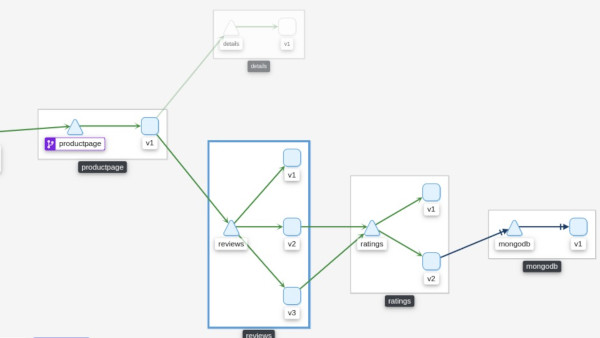 details
v1
details
productpage
v1
productpage
v1
reviews
v2
v3
reviews
v1
ratings
v2
ratings
mongodb
v1
mongodb